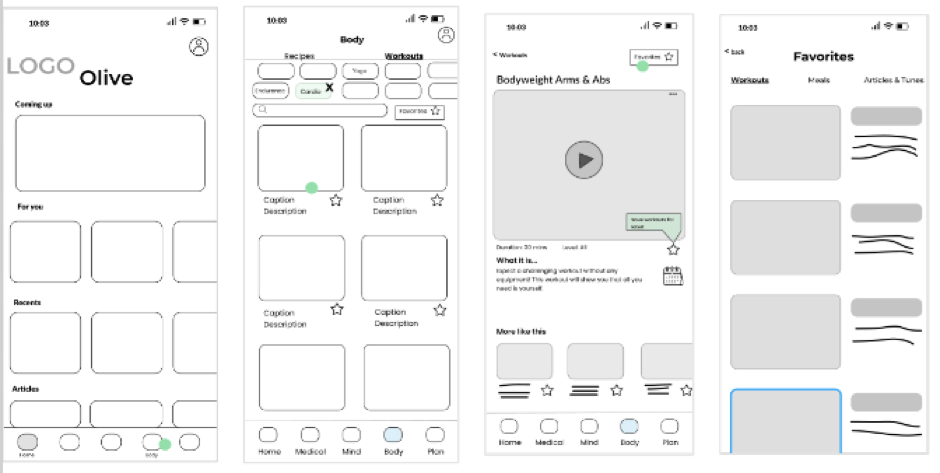 10:03
LOGO Olive
Coming up
For you
Recents
Articles
Home
Body
10:03
Body
Recipes Workouts
Yoga
Endurance Cardio X
Favorites
Caption
Description
Caption
Description
Caption
Description
Caption
Description
Home Medical Mind Body Plan
10:03
< Workouts
Favorites
Bodyweight Arms & Abs
Save workouts for
later!
Duration: 30 mins Level: All
What it is...
Expect a challenging workout without any
equipment! This workout will show you that all you
need is yourself.
More like this
Home Medical Mind Body Plan
10:03
< back
Favorites
Workouts Meals Articles & Tunes